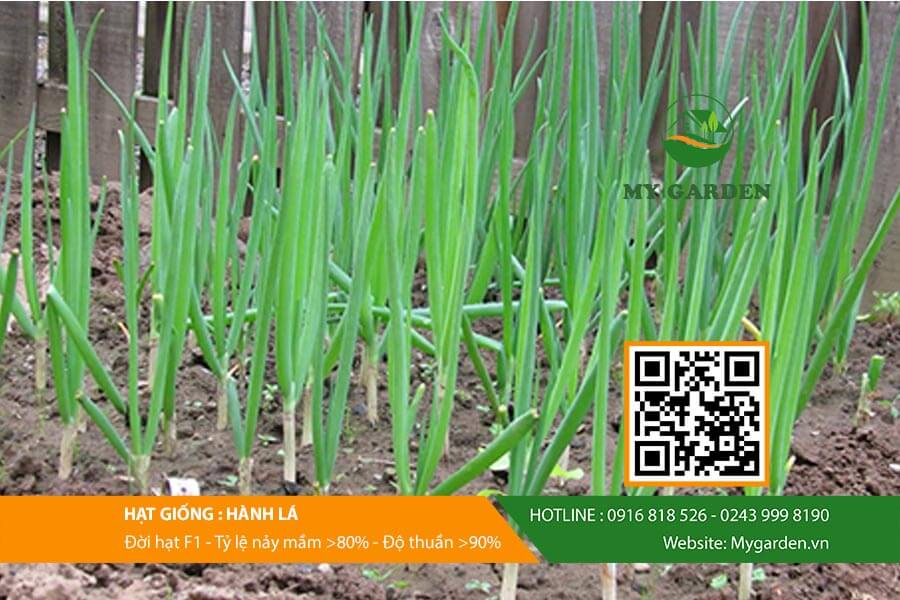 MY GARDEN
HẠT GIỐNG : HÀNH LÁ
Đời hạt F1 - Tỷ lệ nảy mầm >80% - Độ thuần >90%
HOTLINE : 0916 818 526 - 0243 999 8190
Website: Mygarden.vn